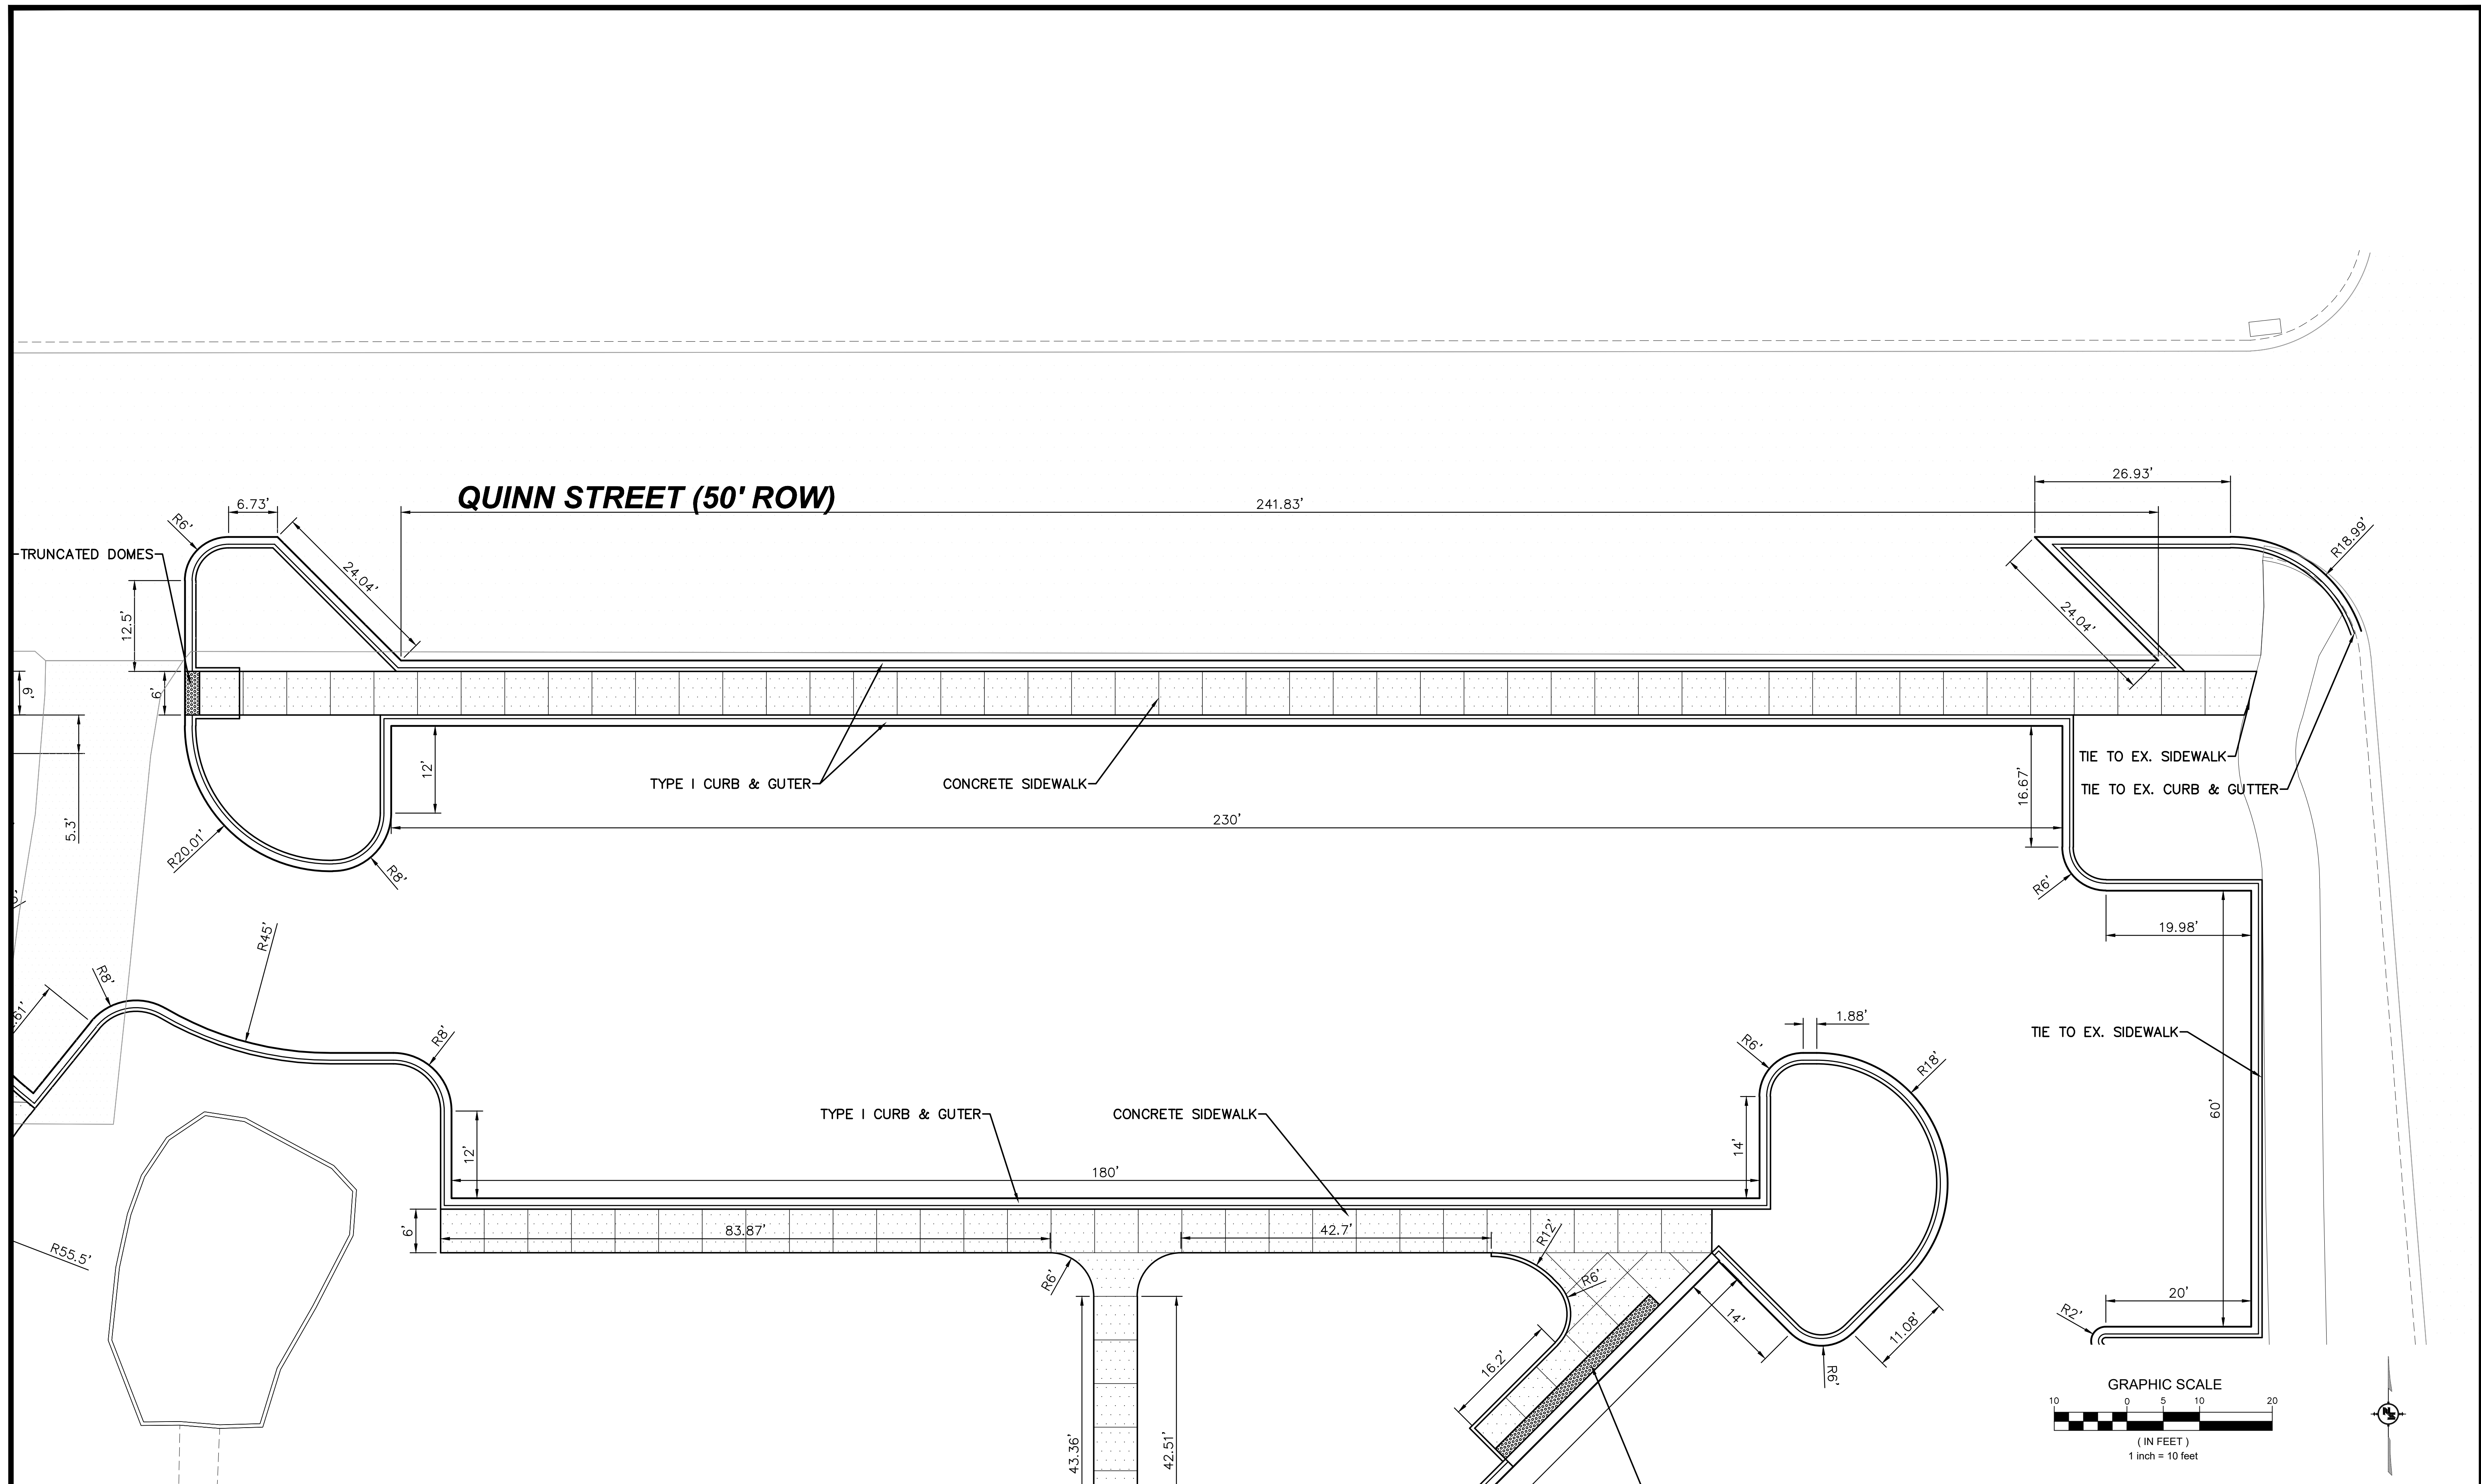 QUINN STREET (50' ROW)
6.73'
241.83'
26.93'
R6'
R18.99'
TRUNCATED DOMES
24.04'
24.04'
12.5'
6'
6'
TIE TO EX. SIDEWALK
TYPE I CURB & GUTER
CONCRETE SIDEWALK
12'
16.67'
TIE TO EX. CURB & GUTTER
5.3'
230'
R20.01'
R8'
R6'
19.98'
R45'
R8'
.61'
R8'
1.88'
R6'
R18'
TIE TO EX. SIDEWALK
TYPE I CURB & GUTER
CONCRETE SIDEWALK
12'
14'
60'
180'
6'
83.87'
42.7'
R12'
R55.5'
R6'
R6'
20'
R2'
14'
11.08'
16.2'
R6'
43.36'
42.51'
GRAPHIC SCALE
10 0 5 10 20
( IN FEET )
1 inch = 10 feet
N